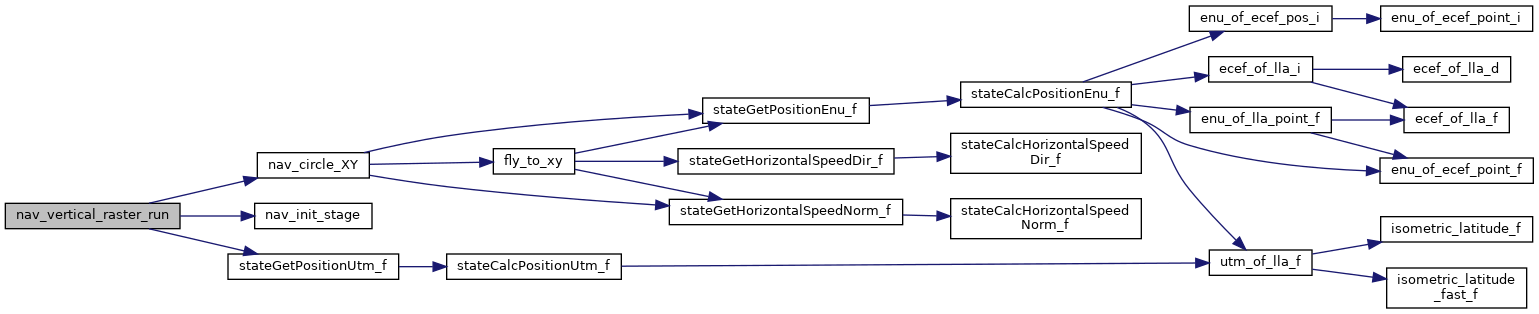 nav_vertical_raster_run
nav_circle_XY
nav_init_stage
stateGetPositionUtm_f
fly_to_xy
stateCalcPositionUtm_f
stateGetPositionEnu_f
stateGetHorizontalSpeedDir_f
stateGetHorizontalSpeedNorm_f
stateCalcPositionEnu_f
stateCalcHorizontalSpeed
Dir_f
stateCalcHorizontalSpeed
Norm_f
enu_of_ecef_pos_i
ecef_of_lla_i
enu_of_lla_point_f
utm_of_lla_f
enu_of_ecef_point_i
ecef_of_lla_d
ecef_of_lla_f
enu_of_ecef_point_f
isometric_latitude_f
isometric_latitude
_fast_f